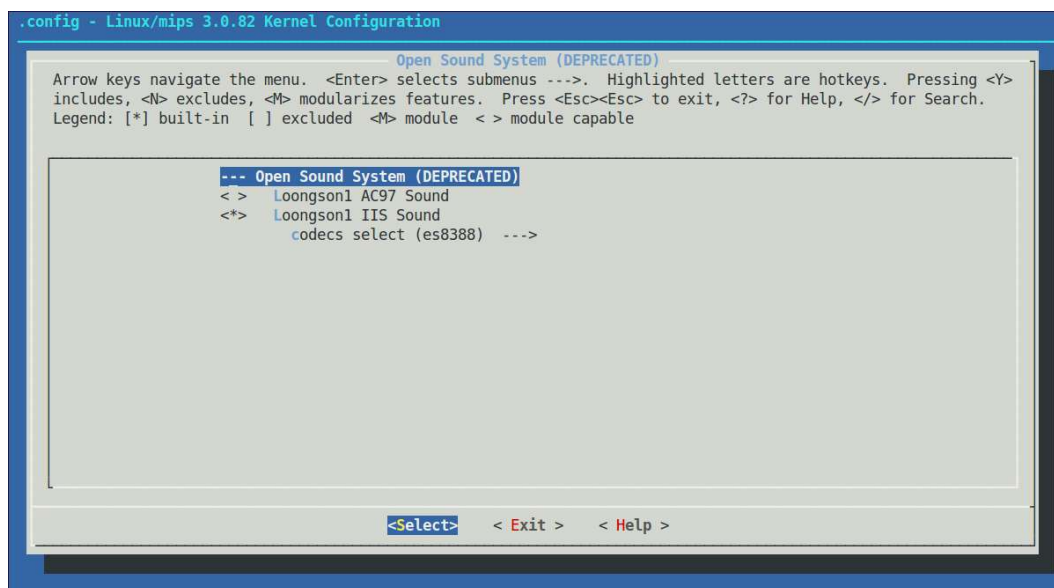 .config - Linux/mips 3.0.82 Kernel Configuration
Open Sound System (DEPRECATED)
Arrow keys navigate the menu.  <Enter> selects submenus --->.  Highlighted letters are hotkeys.  Pressing <Y>
includes, <N> excludes, <M> modularizes features.  Press <Esc><Esc> to exit, <?> for Help, </> for Search.
Legend: [*] built-in  [ ] excluded  <M> module  < > module capable
--- Open Sound System (DEPRECATED)
< >   Loongson1 AC97 Sound
<*>   Loongson1 IIS Sound
codecs select (es8388)  --->
<Select>    < Exit >    < Help >